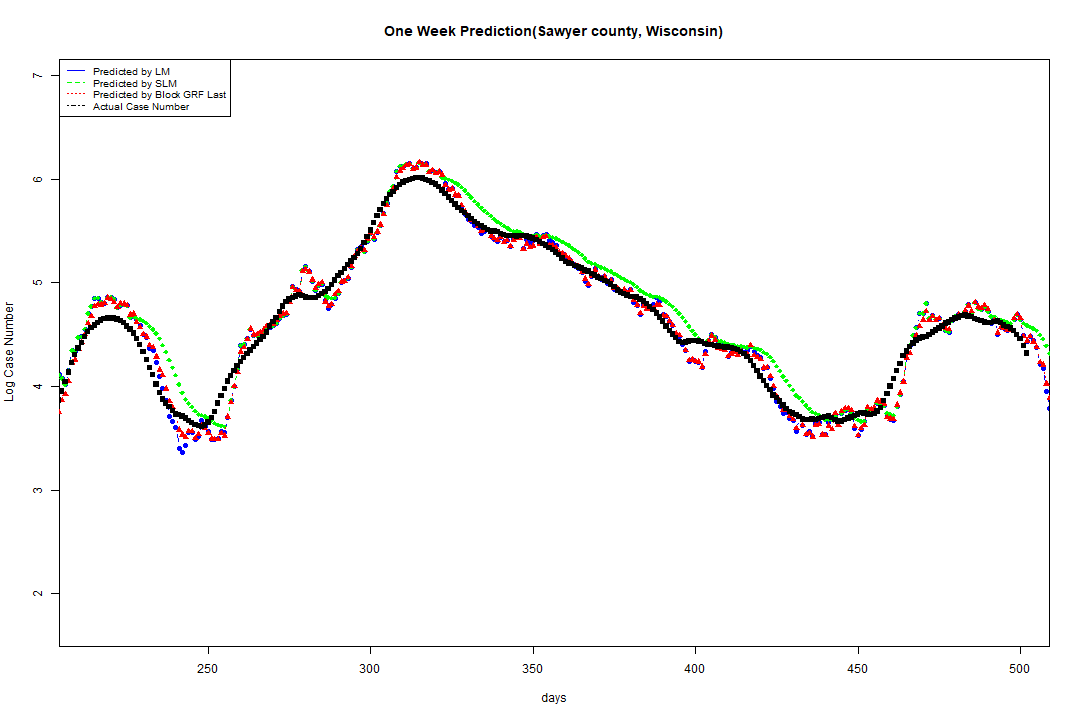 One Week Prediction(Sawyer county, Wisconsin)
Predicted by LM
Predicted by SLM
Predicted by Block GRF Last
Actual Case Number
7
6
5
4
3
2
Log Case Number
250 300 350 400 450 500
days